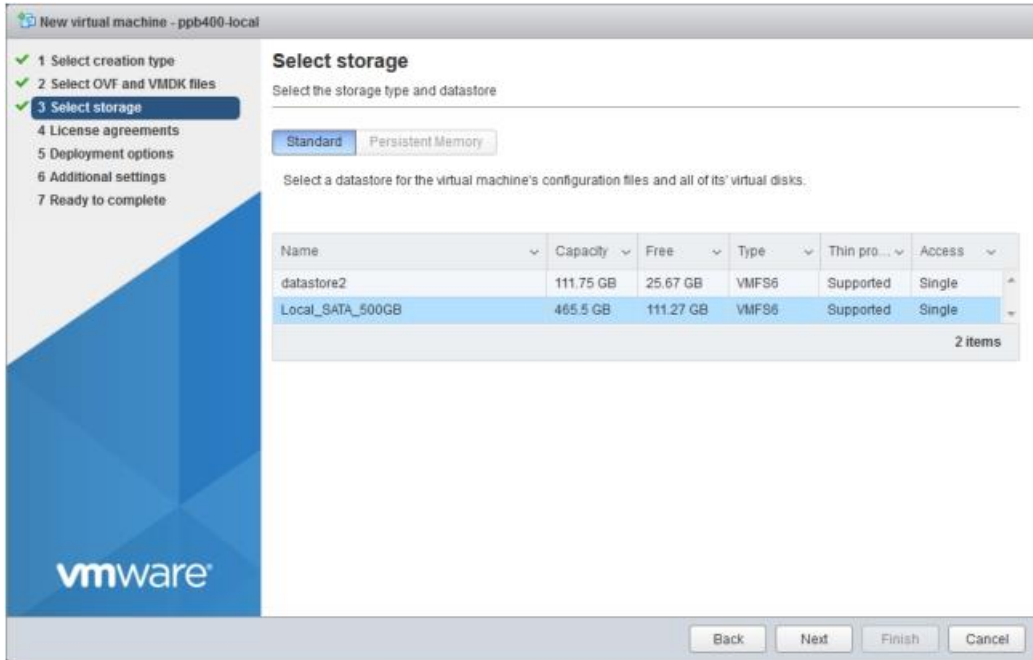 New virtual machine - ppb400-local
1 Select creation type
2 Select OVF and VMDK files
3 Select storage
4 License agreements
5 Deployment options
6 Additional settings
7 Ready to complete
vmware®
Select storage
Select the storage type and datastore
Standard Persistent Memory
Select a datastore for the virtual machine's configuration files and all of its' virtual disks.
Name Capacity Free Type Thin pro... Access
datastore2 111.75 GB 25.67 GB VMFS6 Supported Single
Local_SATA_500GB 465.5 GB 111.27 GB VMFS6 Supported Single
2 items
Back Next Finish Cancel